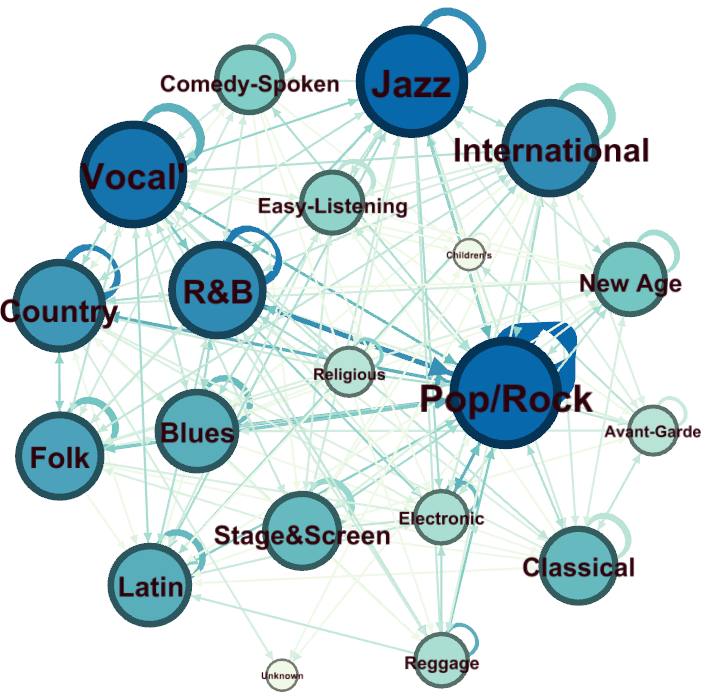 Comedy-Spoken
Jazz
International
Vocal'
Easy-Listening
Children's
New Age
R&B
Country
Religious
Pop/Rock
Avant-Garde
Blues
Folk
Electronic
Stage&Screen
Classical
Latin
Reggage
Unknown